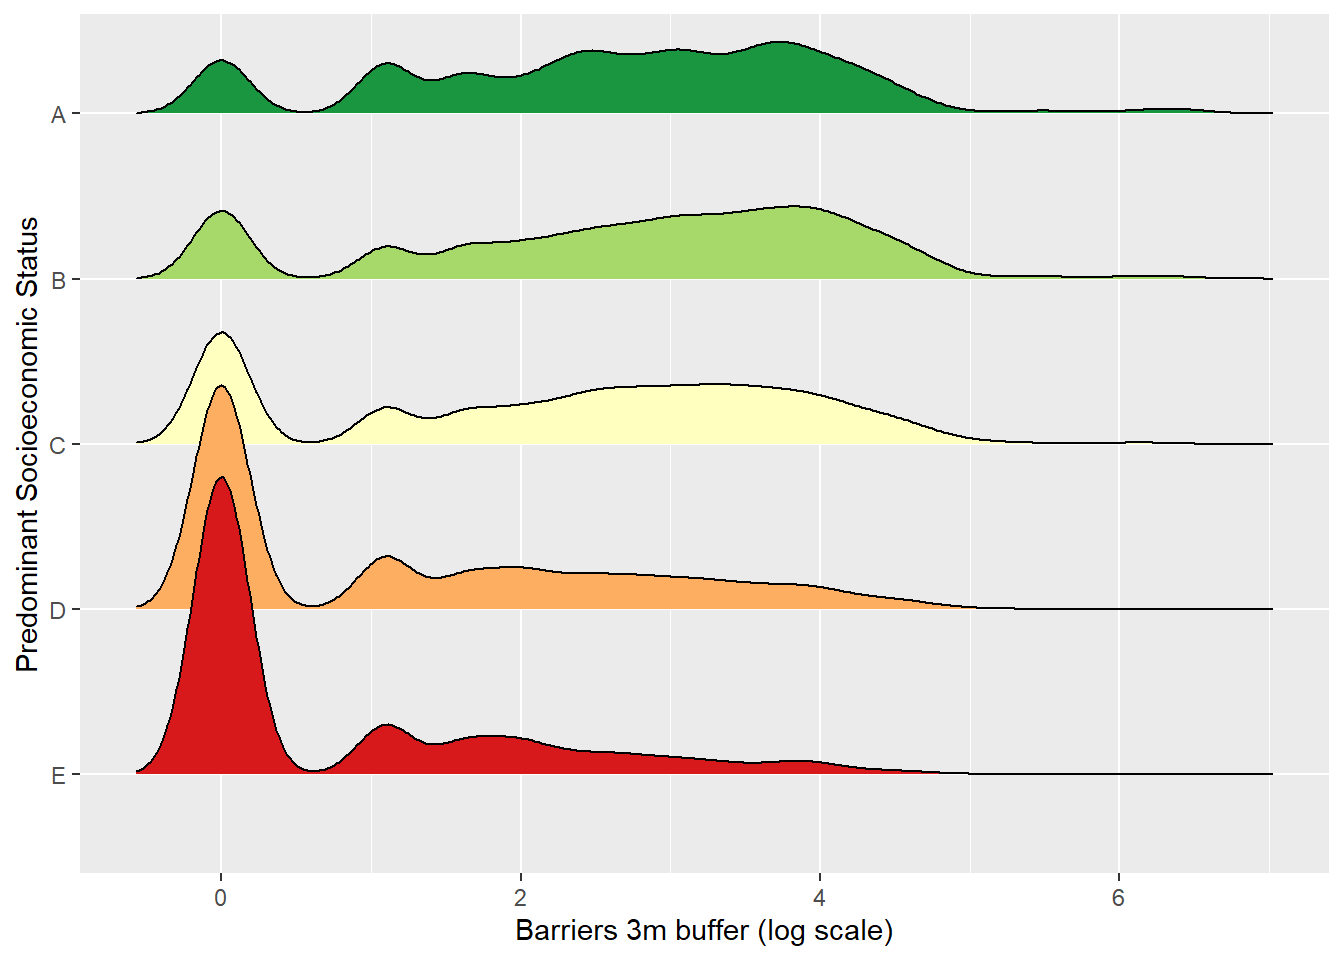 Predominant Socioeconomic Status
A
B
C
D
E
0 2 4 6
Barriers 3m buffer (log scale)